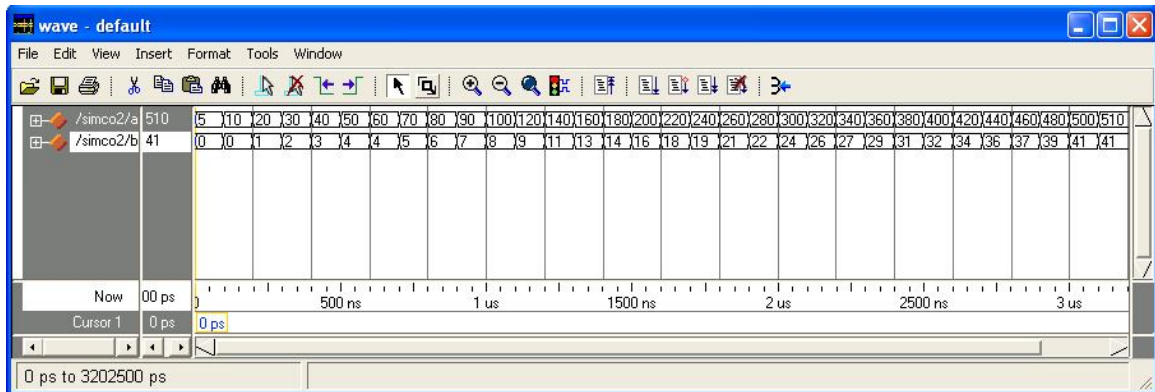 wave - default
File Edit View Insert Format Tools Window
/simco2/a 510 5 10 20 30 40 50 60 70 80 90 100 120 140 160 180 200 220 240 260 280 300 320 340 360 380 400 420 440 460 480 500 510
/simco2/b 41 0 0 1 2 3 4 4 5 6 7 8 9 11 13 14 16 18 19 21 22 24 26 27 29 31 32 34 36 37 39 41 41
Now 00 ps 500 ns 1 us 1500 ns 2 us 2500 ns 3 us
Cursor 1 0 ps 0 ps
0 ps to 3202500 ps